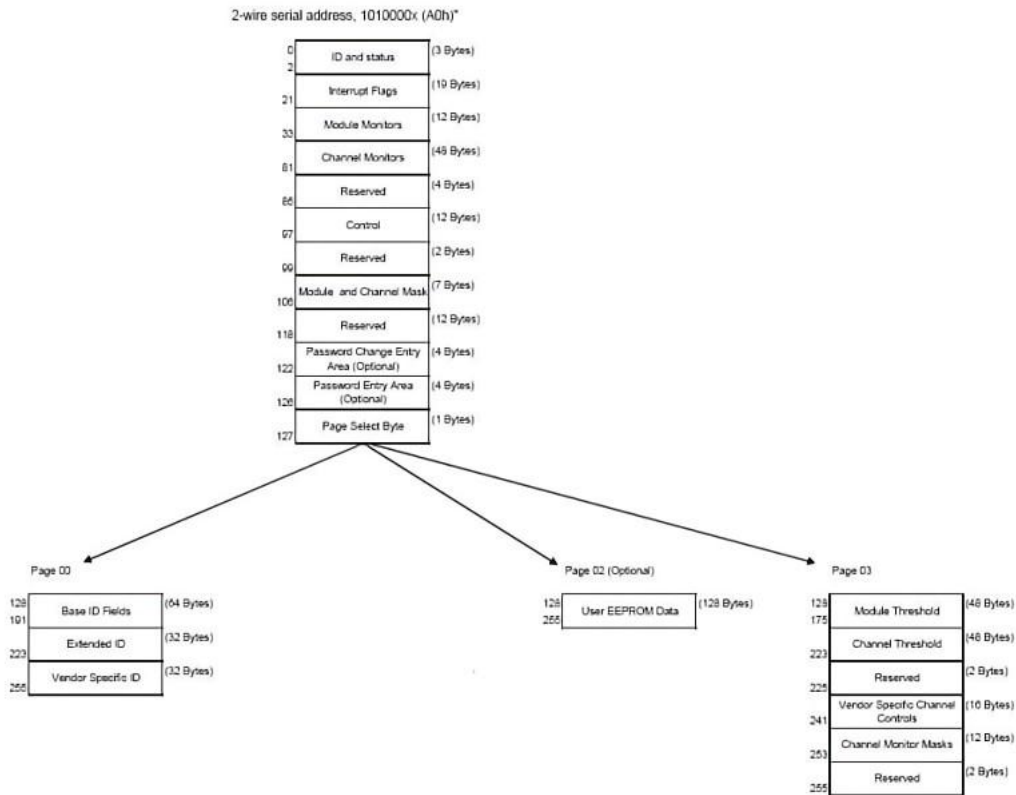 2-wire serial address, 1010000x (A0h)"
0
2
ID and status
(3 Bytes)
21
Interrupt Flags
(19 Bytes)
33
Module Monitors
(12 Bytes)
81
Channel Monitors
(48 Bytes)
86
Reserved
(4 Bytes)
97
Control
(12 Bytes)
99
Reserved
(2 Bytes)
106
Module and Channel Mask
(7 Bytes)
118
Reserved
(12 Bytes)
122
Password Change Entry
Area (Optional)
(4 Bytes)
126
Password Entry Area
(Optional)
(4 Bytes)
127
Page Select Byte
(1 Bytes)
Page 00
128
191
Base ID Fields
(64 Bytes)
223
Extended ID
(32 Bytes)
255
Vendor Specific ID
(32 Bytes)
Page 02 (Optional)
128
255
User EEPROM Data
(128 Bytes)
Page 03
128
175
Module Threshold
(48 Bytes)
223
Channel Threshold
(48 Bytes)
225
Reserved
(2 Bytes)
241
Vendor Specific Channel
Controls
(16 Bytes)
253
Channel Monitor Masks
(12 Bytes)
255
Reserved
(2 Bytes)